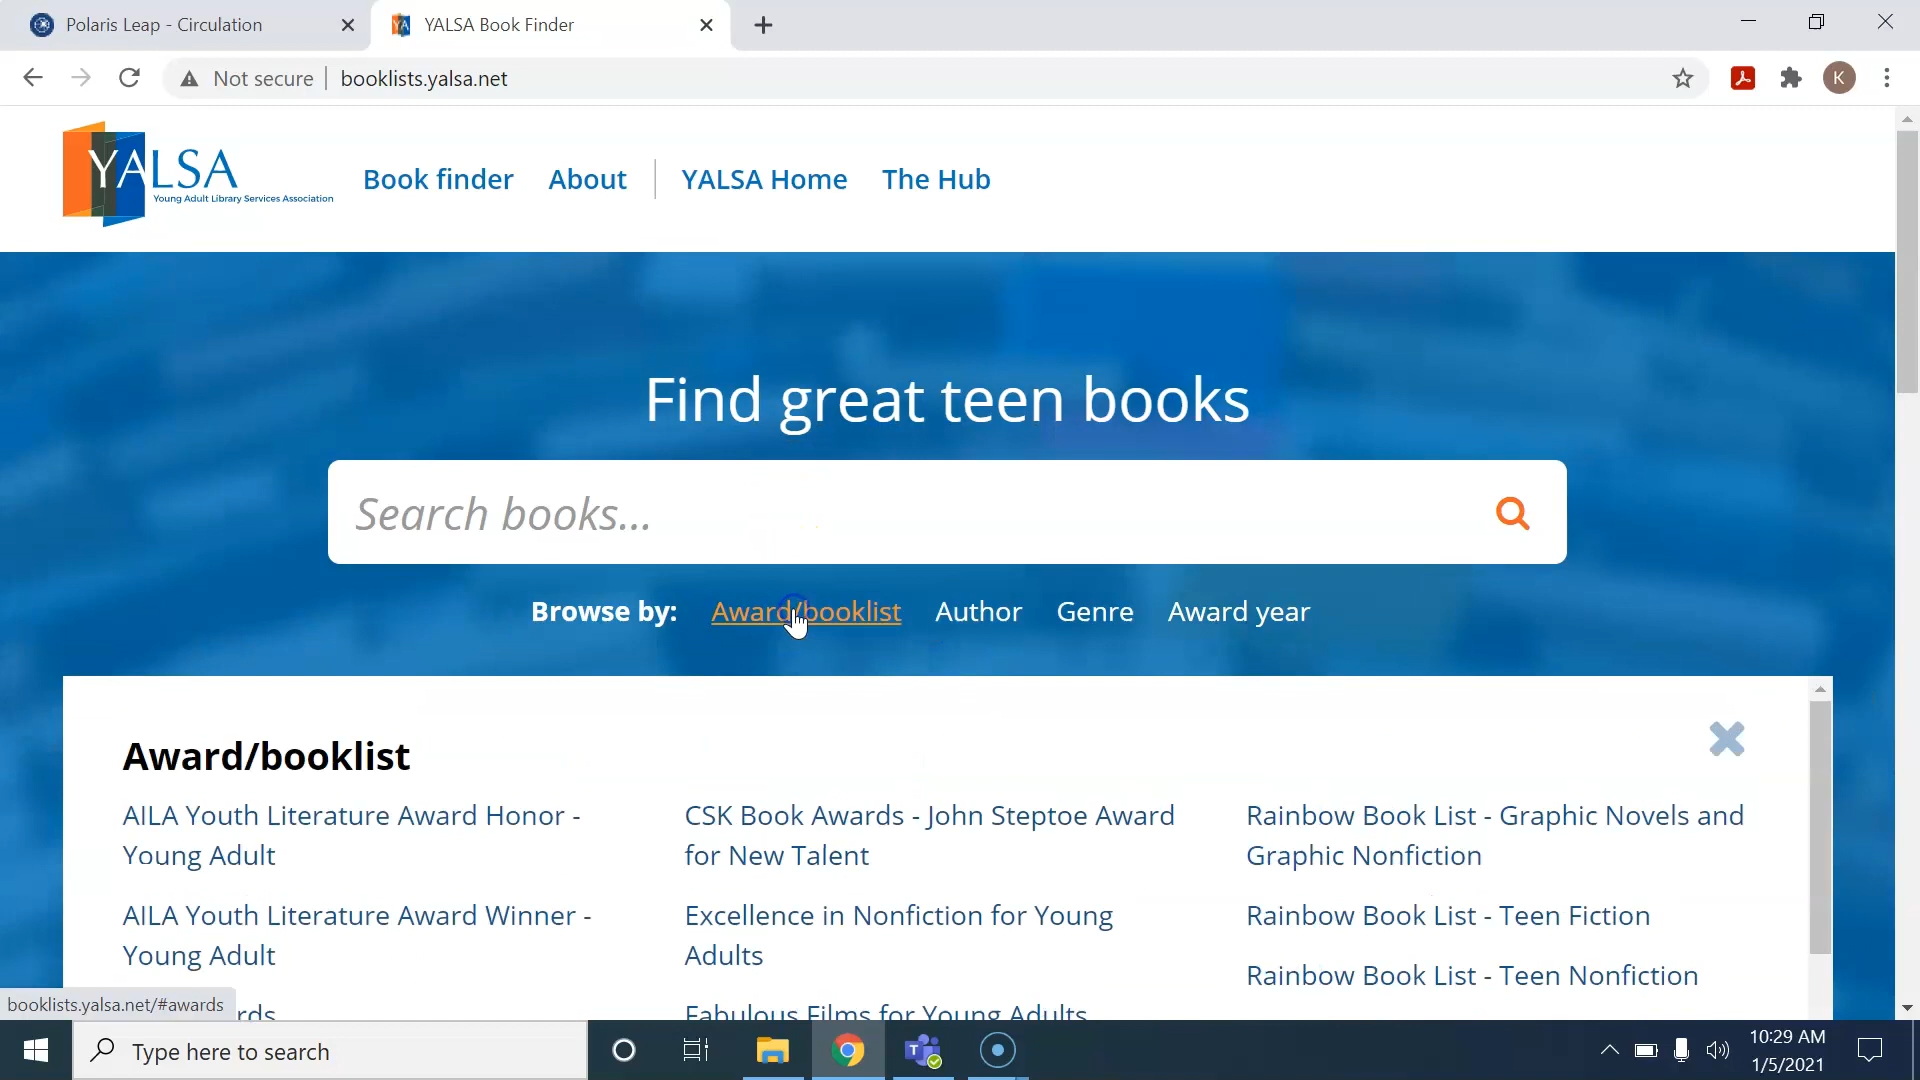 Polaris Leap - Circulation
YALSA Book Finder
Not secure
booklists.yalsa.net
K
YALSA
Young Adult Library Services Association
Book finder
About
YALSA Home
The Hub
Find great teen books
Search books...
Browse by: Award/booklist Author Genre Award year
Award/booklist
AILA Youth Literature Award Honor -
Young Adult
AILA Youth Literature Award Winner -
Young Adult
CSK Book Awards - John Steptoe Award
for New Talent
Excellence in Nonfiction for Young
Adults
Fabulous Films for Young Adults
Rainbow Book List - Graphic Novels and
Graphic Nonfiction
Rainbow Book List - Teen Fiction
Rainbow Book List - Teen Nonfiction
booklists.yalsa.net/#awards
Type here to search
10:29 AM
1/5/2021